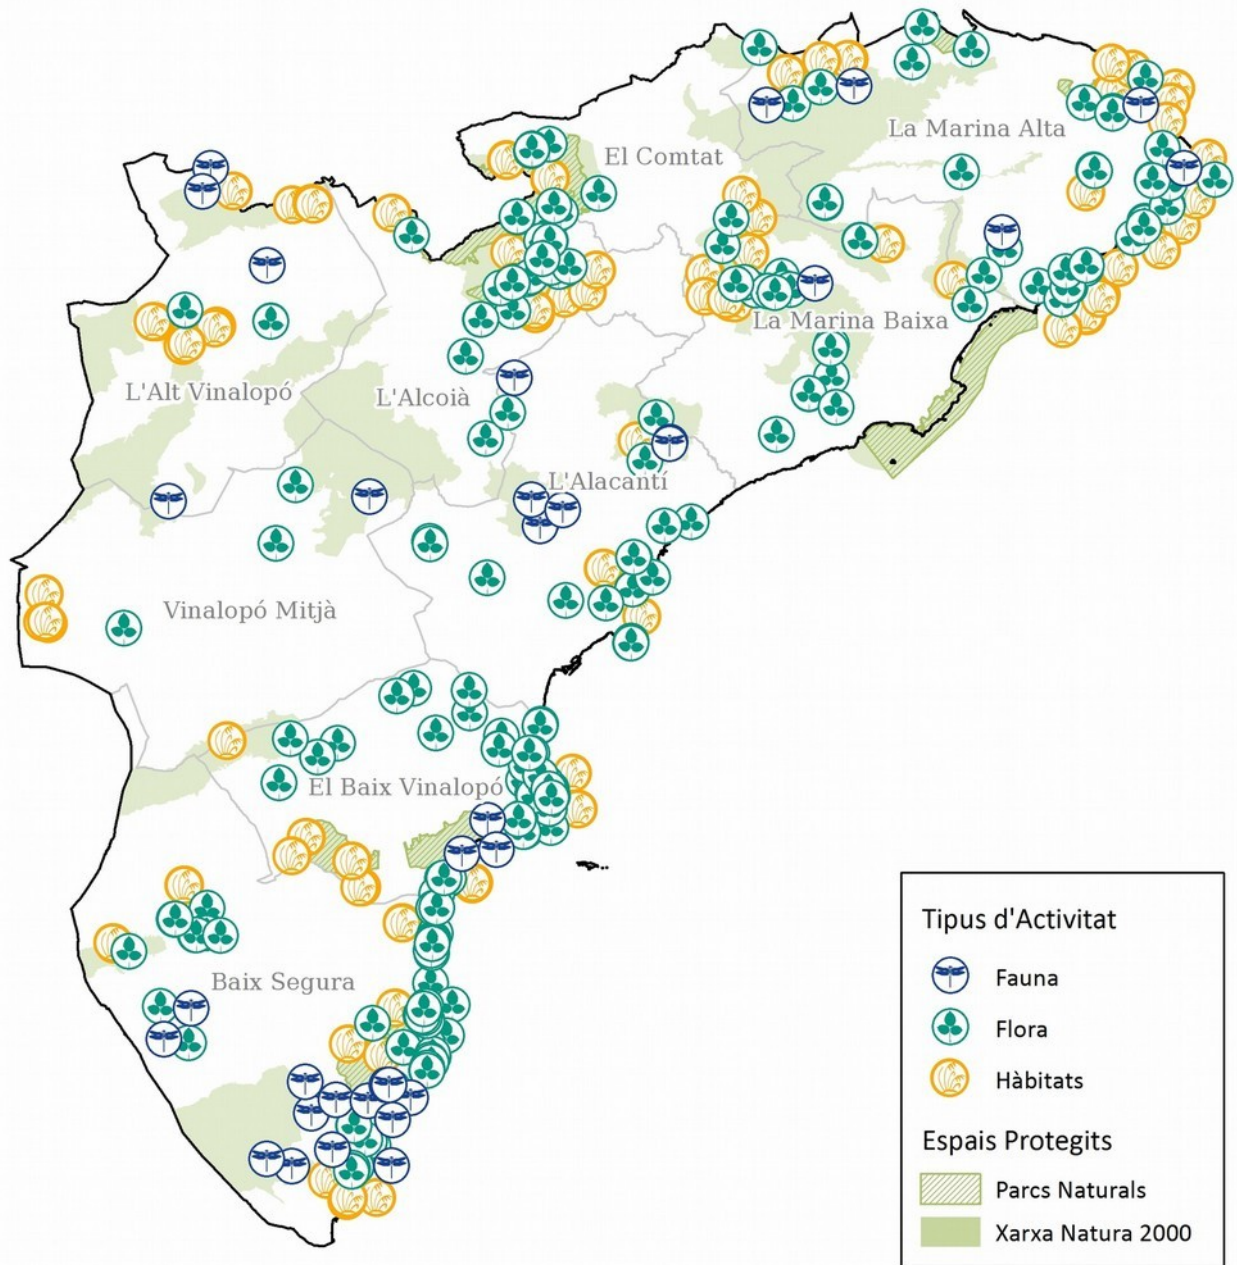 La Marina Alta
El Comtat
La Marina Baixa
L'Alt Vinalopó
L'Alcoià
L'Alacantí
Vinalopó Mitjà
El Baix Vinalopó
Baix Segura
Tipus d'Activitat
Fauna
Flora
Hàbitats
Espais Protegits
Parcs Naturals
Xarxa Natura 2000